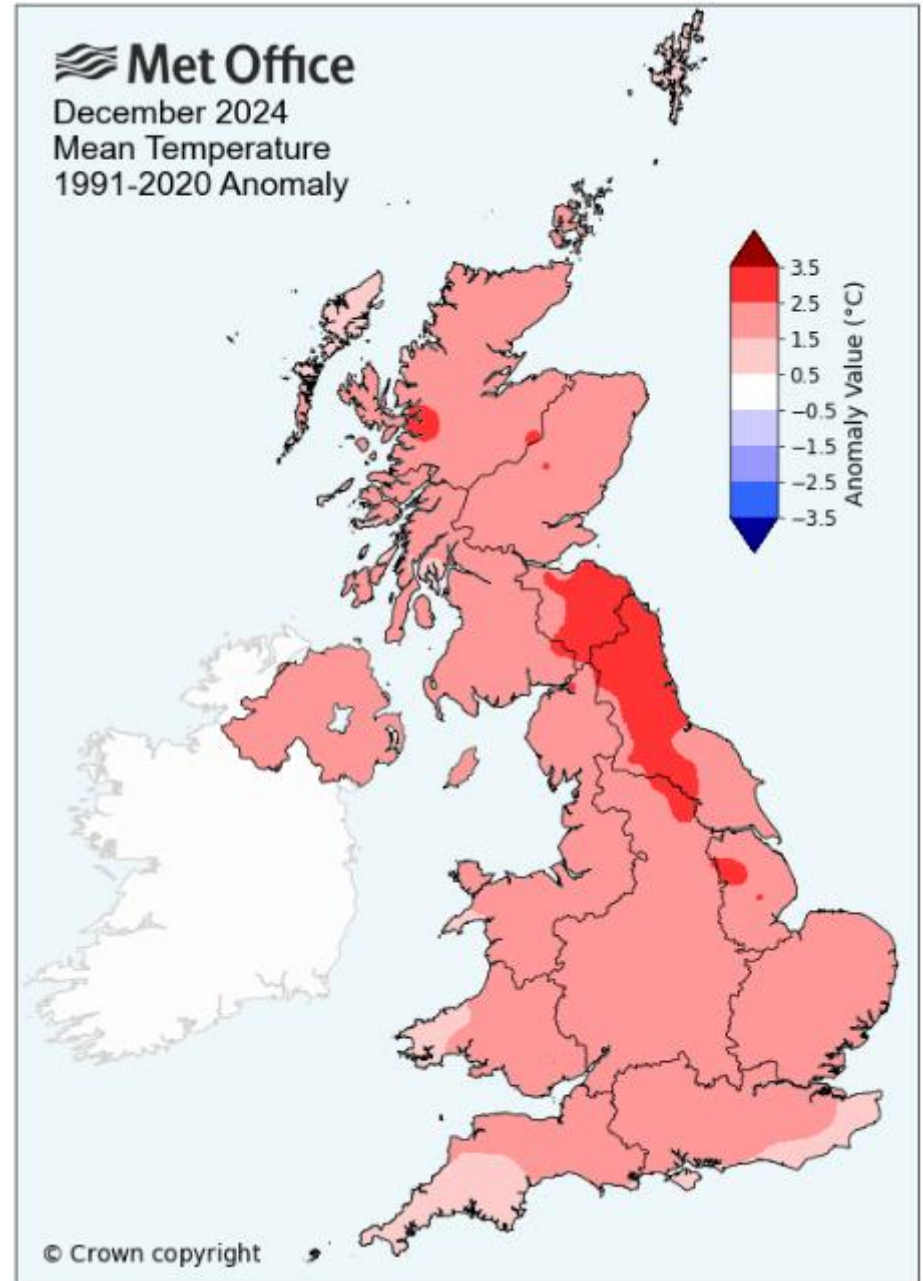 Met Office
December 2024
Mean Temperature
1991-2020 Anomaly
3.5
2.5
1.5
0.5
−0.5
−1.5
−2.5
−3.5
Anomaly Value (°C)
© Crown copyright